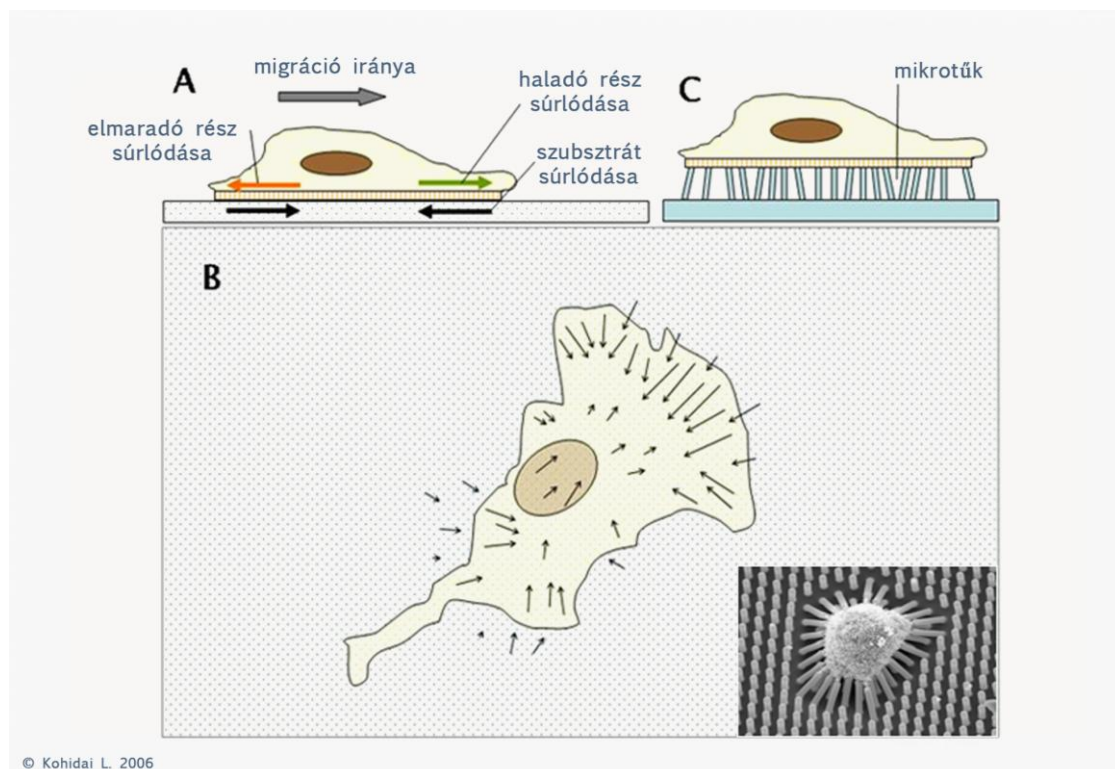 A
migráció iránya
haladó rész
súrlódása
elmaradó rész
súrlódása
szubsztrát
súrlódása
C
mikrotűk
B
© Kohidai L. 2006